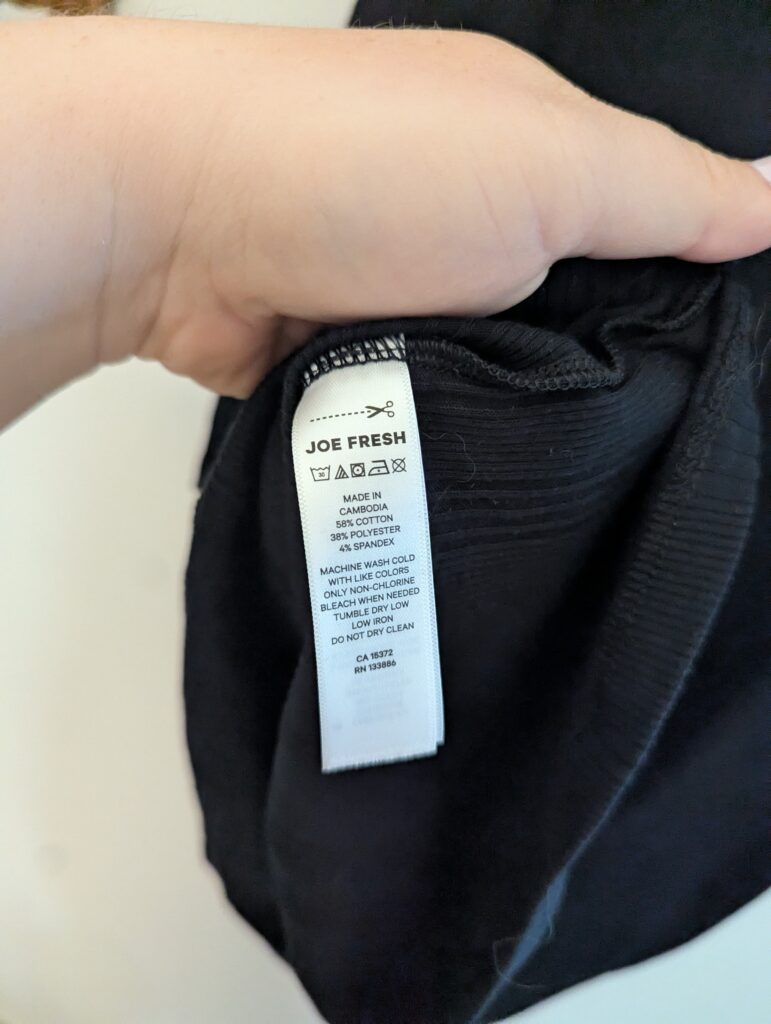 JOE FRESH
30
MADE IN
CAMBODIA
58% COTTON
38% POLYESTER
4% SPANDEX
MACHINE WASH COLD
WITH LIKE COLORS
ONLY NON-CHLORINE
BLEACH WHEN NEEDED
TUMBLE DRY LOW
LOW IRON
DO NOT DRY CLEAN
CA 15372
RN 133886